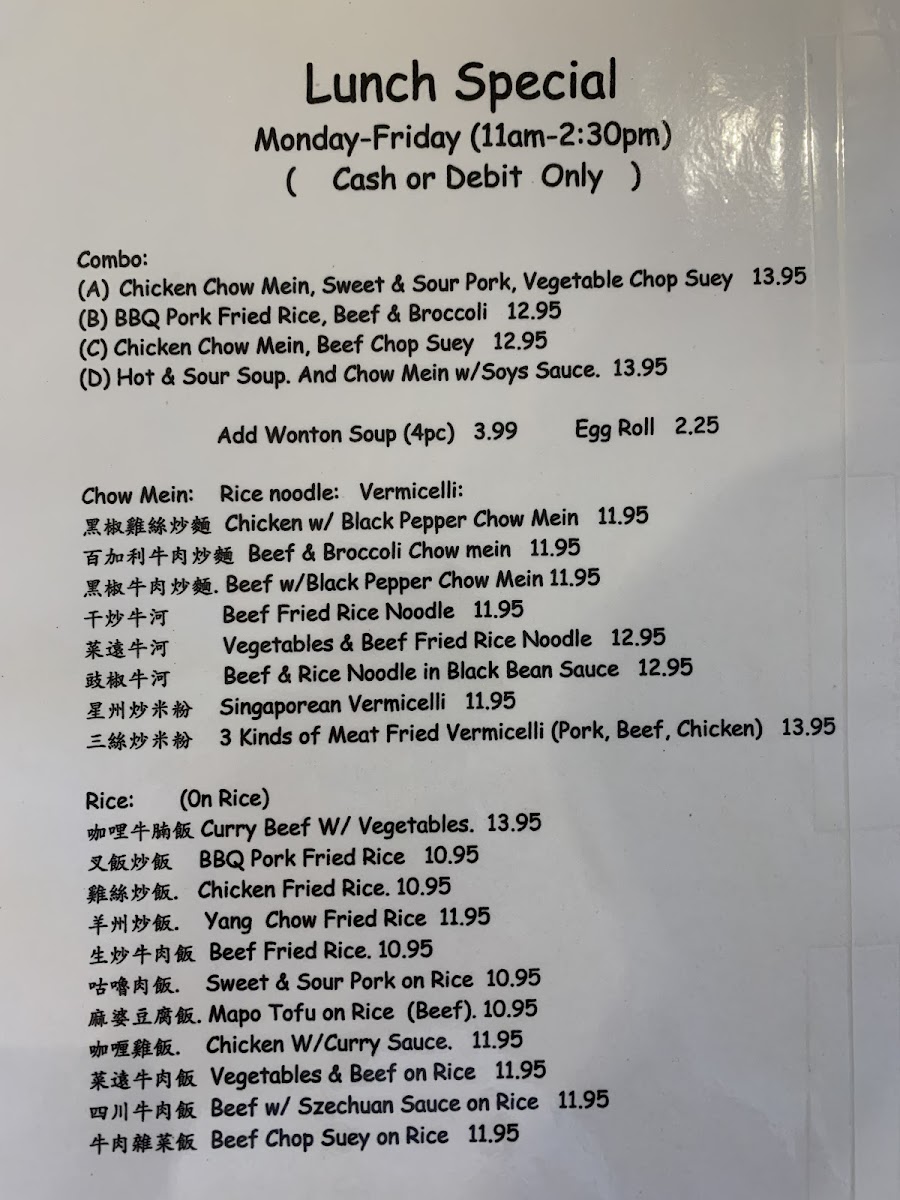 Lunch Special
Monday-Friday (11am-2:30pm)
( Cash or Debit Only )
Combo:
(A) Chicken Chow Mein, Sweet & Sour Pork, Vegetable Chop Suey 13.95
(B) BBQ Pork Fried Rice, Beef & Broccoli 12.95
(C) Chicken Chow Mein, Beef Chop Suey 12.95
(D) Hot & Sour Soup. And Chow Mein w/Soys Sauce. 13.95
Add Wonton Soup (4pc) 3.99 Egg Roll 2.25
Chow Mein: Rice noodle: Vermicelli:
黑椒雞絲炒麵 Chicken w/ Black Pepper Chow Mein 11.95
百加利牛肉炒麵 Beef & Broccoli Chow mein 11.95
黑椒牛肉炒麵. Beef w/Black Pepper Chow Mein 11.95
干炒牛河 Beef Fried Rice Noodle 11.95
菜遠牛河 Vegetables & Beef Fried Rice Noodle 12.95
豉椒牛河 Beef & Rice Noodle in Black Bean Sauce 12.95
星州炒米粉 Singaporean Vermicelli 11.95
三絲炒米粉 3 Kinds of Meat Fried Vermicelli (Pork, Beef, Chicken) 13.95
Rice: (On Rice)
咖哩牛腩飯 Curry Beef W/ Vegetables. 13.95
叉飯炒飯 BBQ Pork Fried Rice 10.95
雞絲炒飯. Chicken Fried Rice. 10.95
羊州炒飯. Yang Chow Fried Rice 11.95
生炒牛肉飯 Beef Fried Rice. 10.95
咕嚕肉飯. Sweet & Sour Pork on Rice 10.95
麻婆豆腐飯. Mapo Tofu on Rice (Beef). 10.95
咖喱雞飯. Chicken W/Curry Sauce. 11.95
菜遠牛肉飯 Vegetables & Beef on Rice 11.95
四川牛肉飯 Beef w/ Szechuan Sauce on Rice 11.95
牛肉雜菜飯 Beef Chop Suey on Rice 11.95